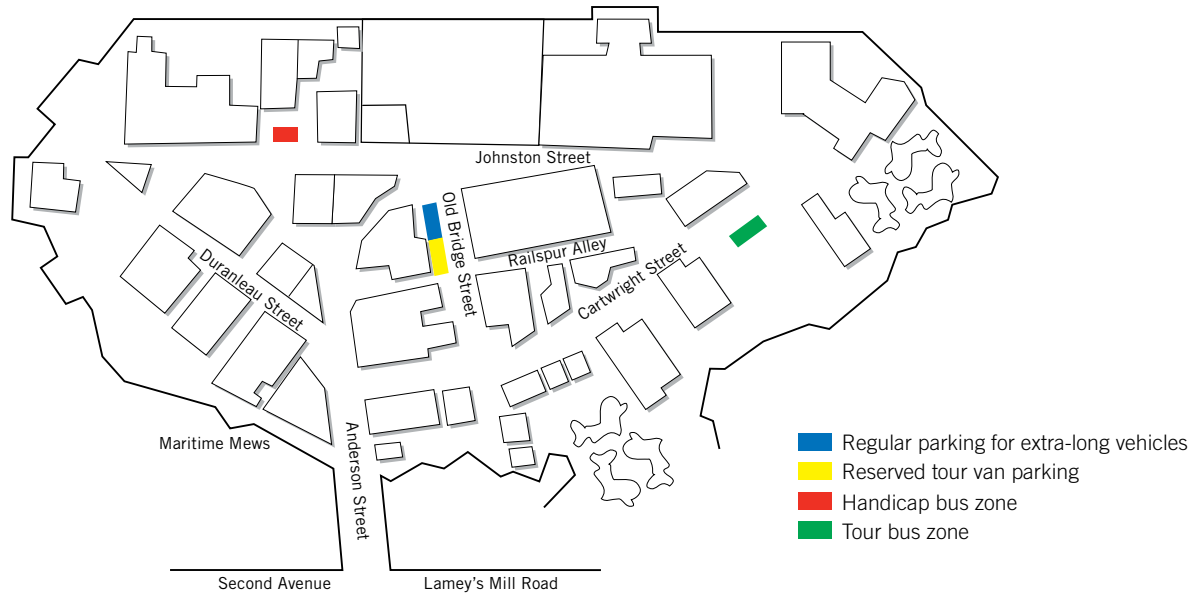 Johnston Street
Old Bridge Street
Railspur Alley
Duranleau Street
Cartwright Street
Maritime Mews
Anderson Street
Regular parking for extra-long vehicles
Reserved tour van parking
Handicap bus zone
Tour bus zone
Second Avenue
Lamey's Mill Road